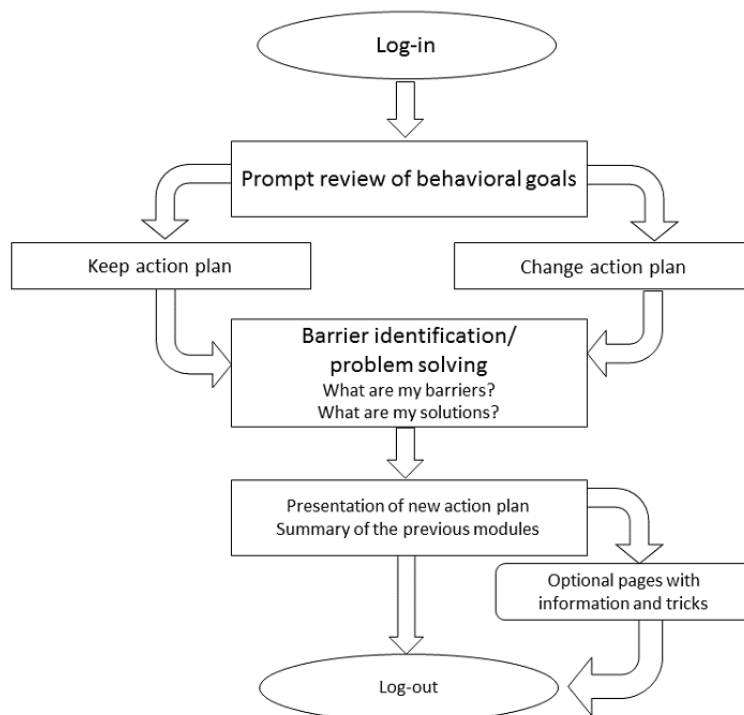 Log-in
Prompt review of behavioral goals
Keep action plan
Change action plan
Barrier identification/
problem solving
What are my barriers?
What are my solutions?
Presentation of new action plan
Summary of the previous modules
Optional pages with
information and tricks
Log-out